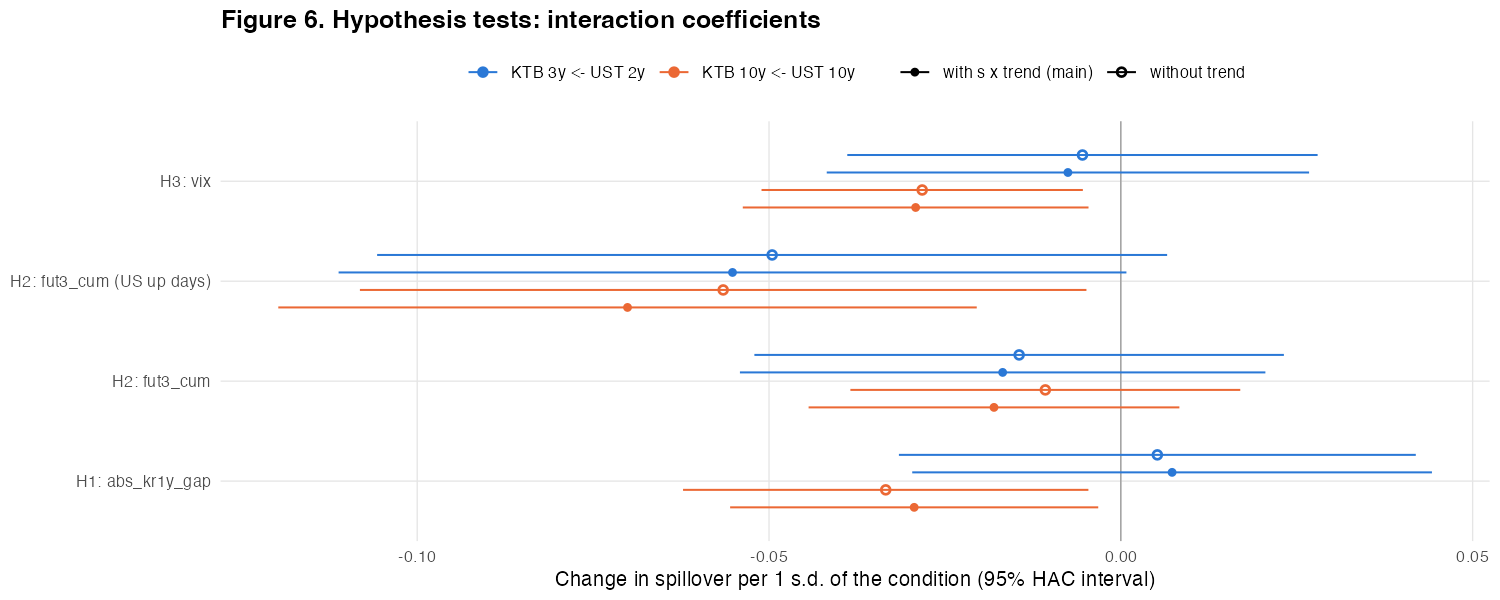 Figure 6. Hypothesis tests: interaction coefficients
KTB 3y <- UST 2y KTB 10y <- UST 10y with s x trend (main) without trend
H3: vix
H2: fut3_cum (US up days)
H2: fut3_cum
H1: abs_kr1y_gap
-0.10 -0.05 0.00 0.05
Change in spillover per 1 s.d. of the condition (95% HAC interval)